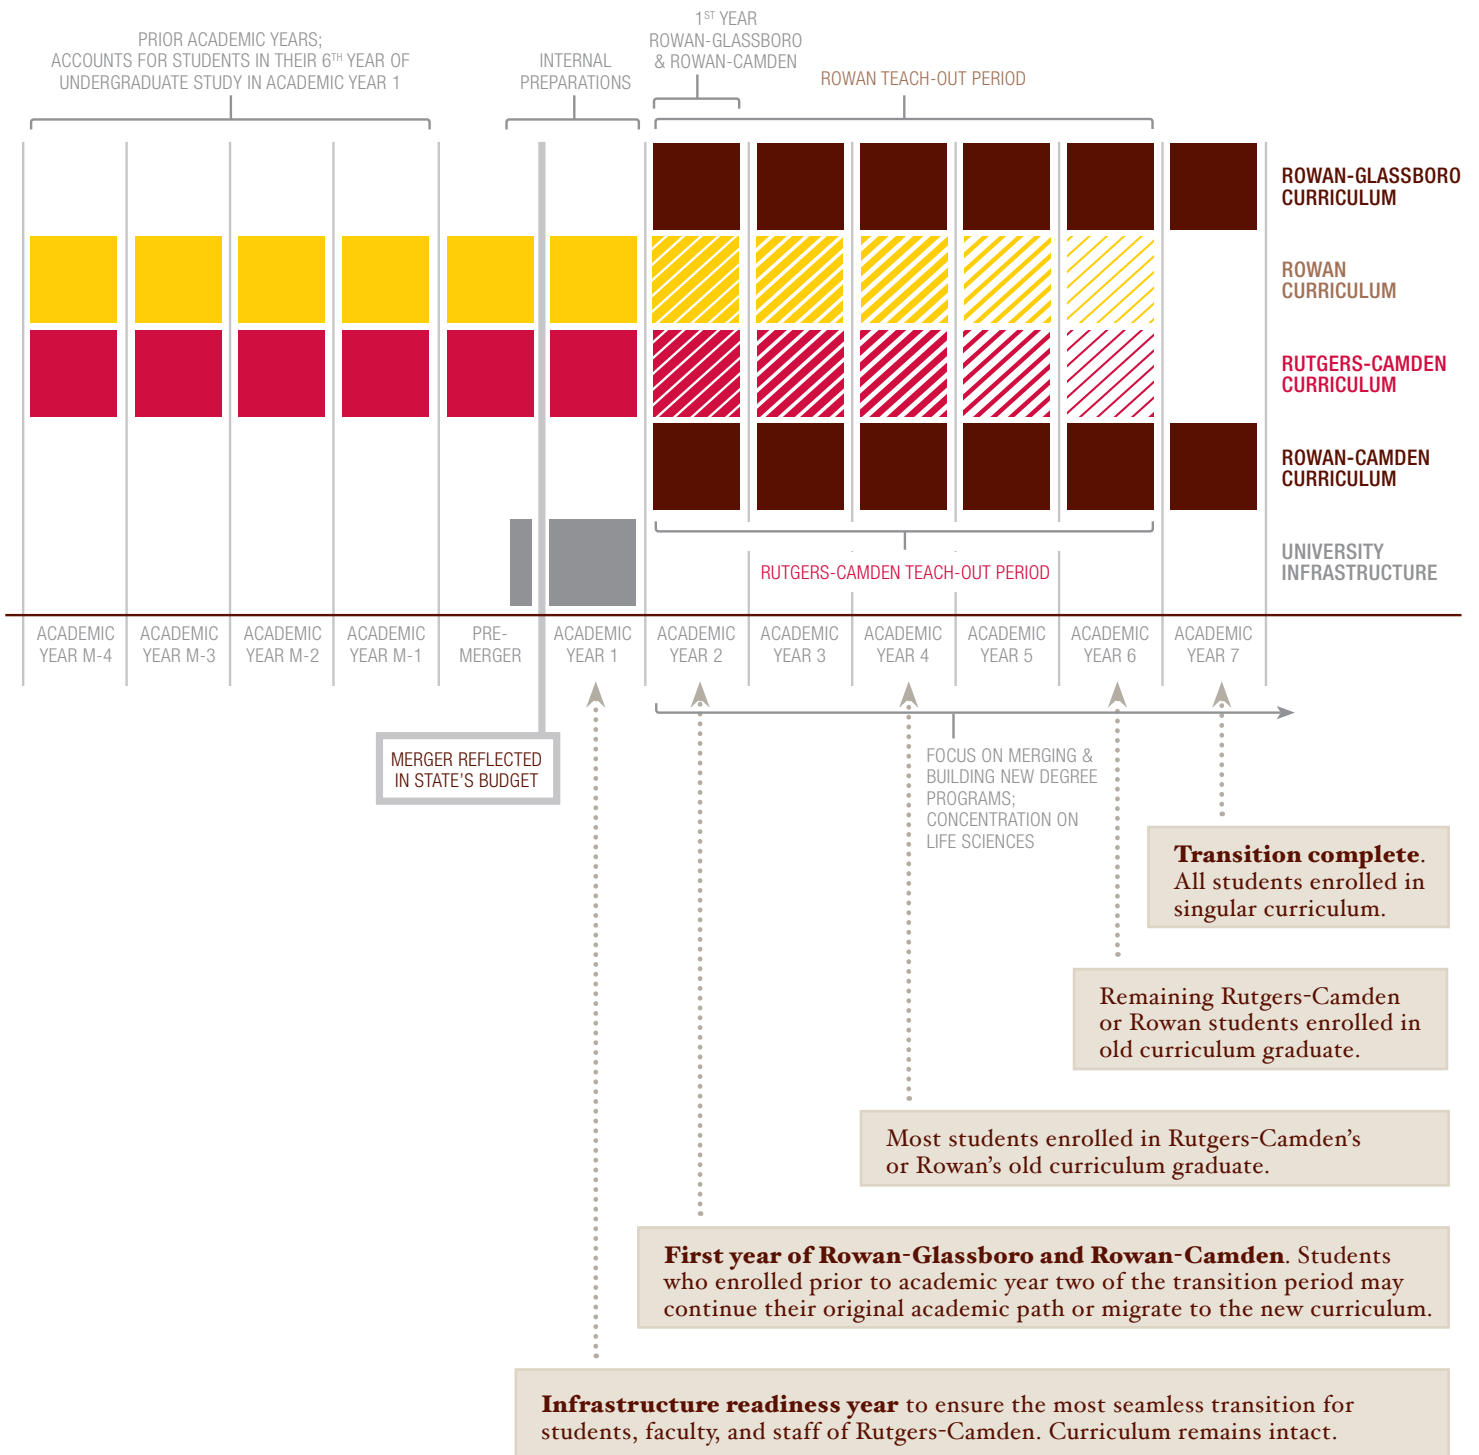 PRIOR ACADEMIC YEARS;
ACCOUNTS FOR STUDENTS IN THEIR 6TH YEAR OF
UNDERGRADUATE STUDY IN ACADEMIC YEAR 1
INTERNAL
PREPARATIONS
1ST YEAR
ROWAN-GLASSBORO
& ROWAN-CAMDEN
ROWAN TEACH-OUT PERIOD
ROWAN-GLASSBORO
CURRICULUM
ROWAN
CURRICULUM
RUTGERS-CAMDEN
CURRICULUM
ROWAN-CAMDEN
CURRICULUM
UNIVERSITY
INFRASTRUCTURE
RUTGERS-CAMDEN TEACH-OUT PERIOD
ACADEMIC
YEAR M-4
ACADEMIC
YEAR M-3
ACADEMIC
YEAR M-2
ACADEMIC
YEAR M-1
PRE-
MERGER
ACADEMIC
YEAR 1
ACADEMIC
YEAR 2
ACADEMIC
YEAR 3
ACADEMIC
YEAR 4
ACADEMIC
YEAR 5
ACADEMIC
YEAR 6
ACADEMIC
YEAR 7
MERGER REFLECTED
IN STATE'S BUDGET
FOCUS ON MERGING &
BUILDING NEW DEGREE
PROGRAMS;
CONCENTRATION ON
LIFE SCIENCES
Transition complete.
All students enrolled in
singular curriculum.
Remaining Rutgers-Camden
or Rowan students enrolled in
old curriculum graduate.
Most students enrolled in Rutgers-Camden's
or Rowan's old curriculum graduate.
First year of Rowan-Glassboro and Rowan-Camden. Students
who enrolled prior to academic year two of the transition period may
continue their original academic path or migrate to the new curriculum.
Infrastructure readiness year to ensure the most seamless transition for
students, faculty, and staff of Rutgers-Camden. Curriculum remains intact.